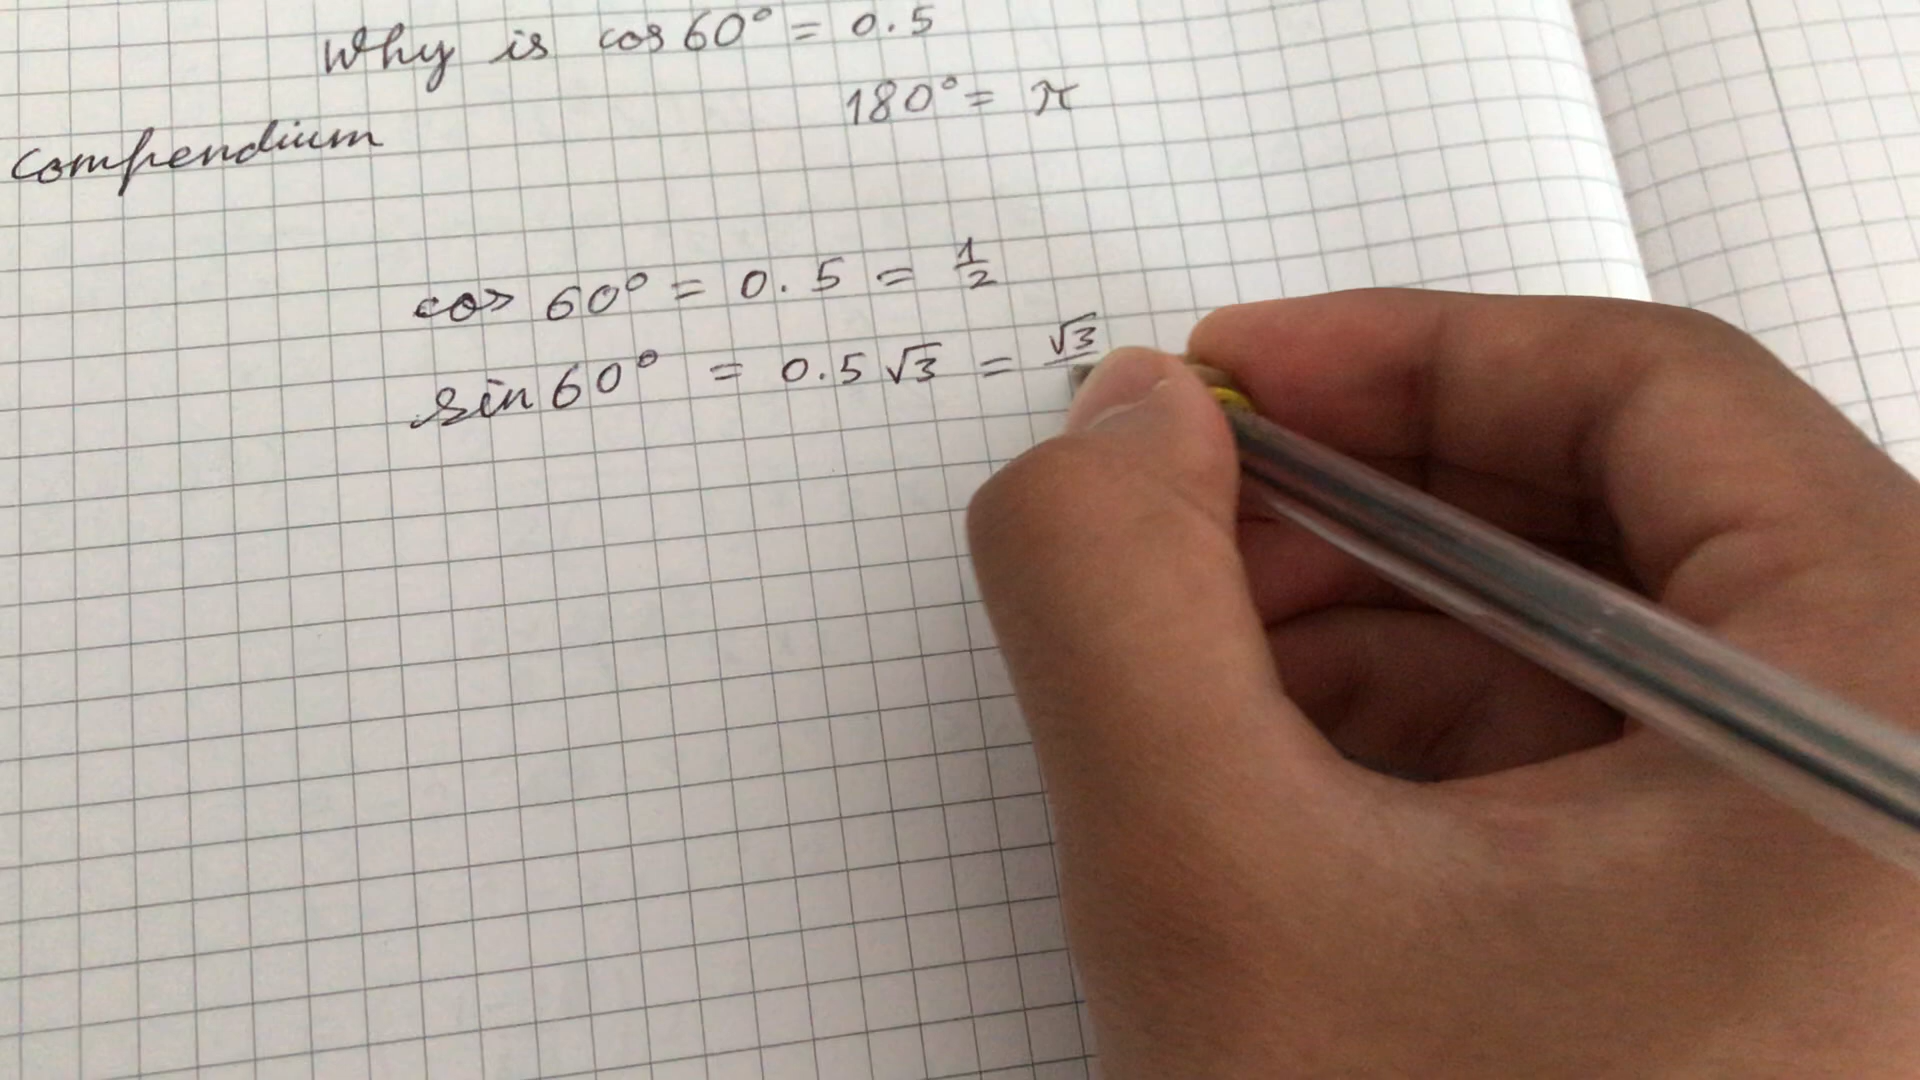 Why is cos 60° = 0.5
180° = π
Compendium
cos 60° = 0.5 = 1/2
sin 60° = 0.5 √3 = √3